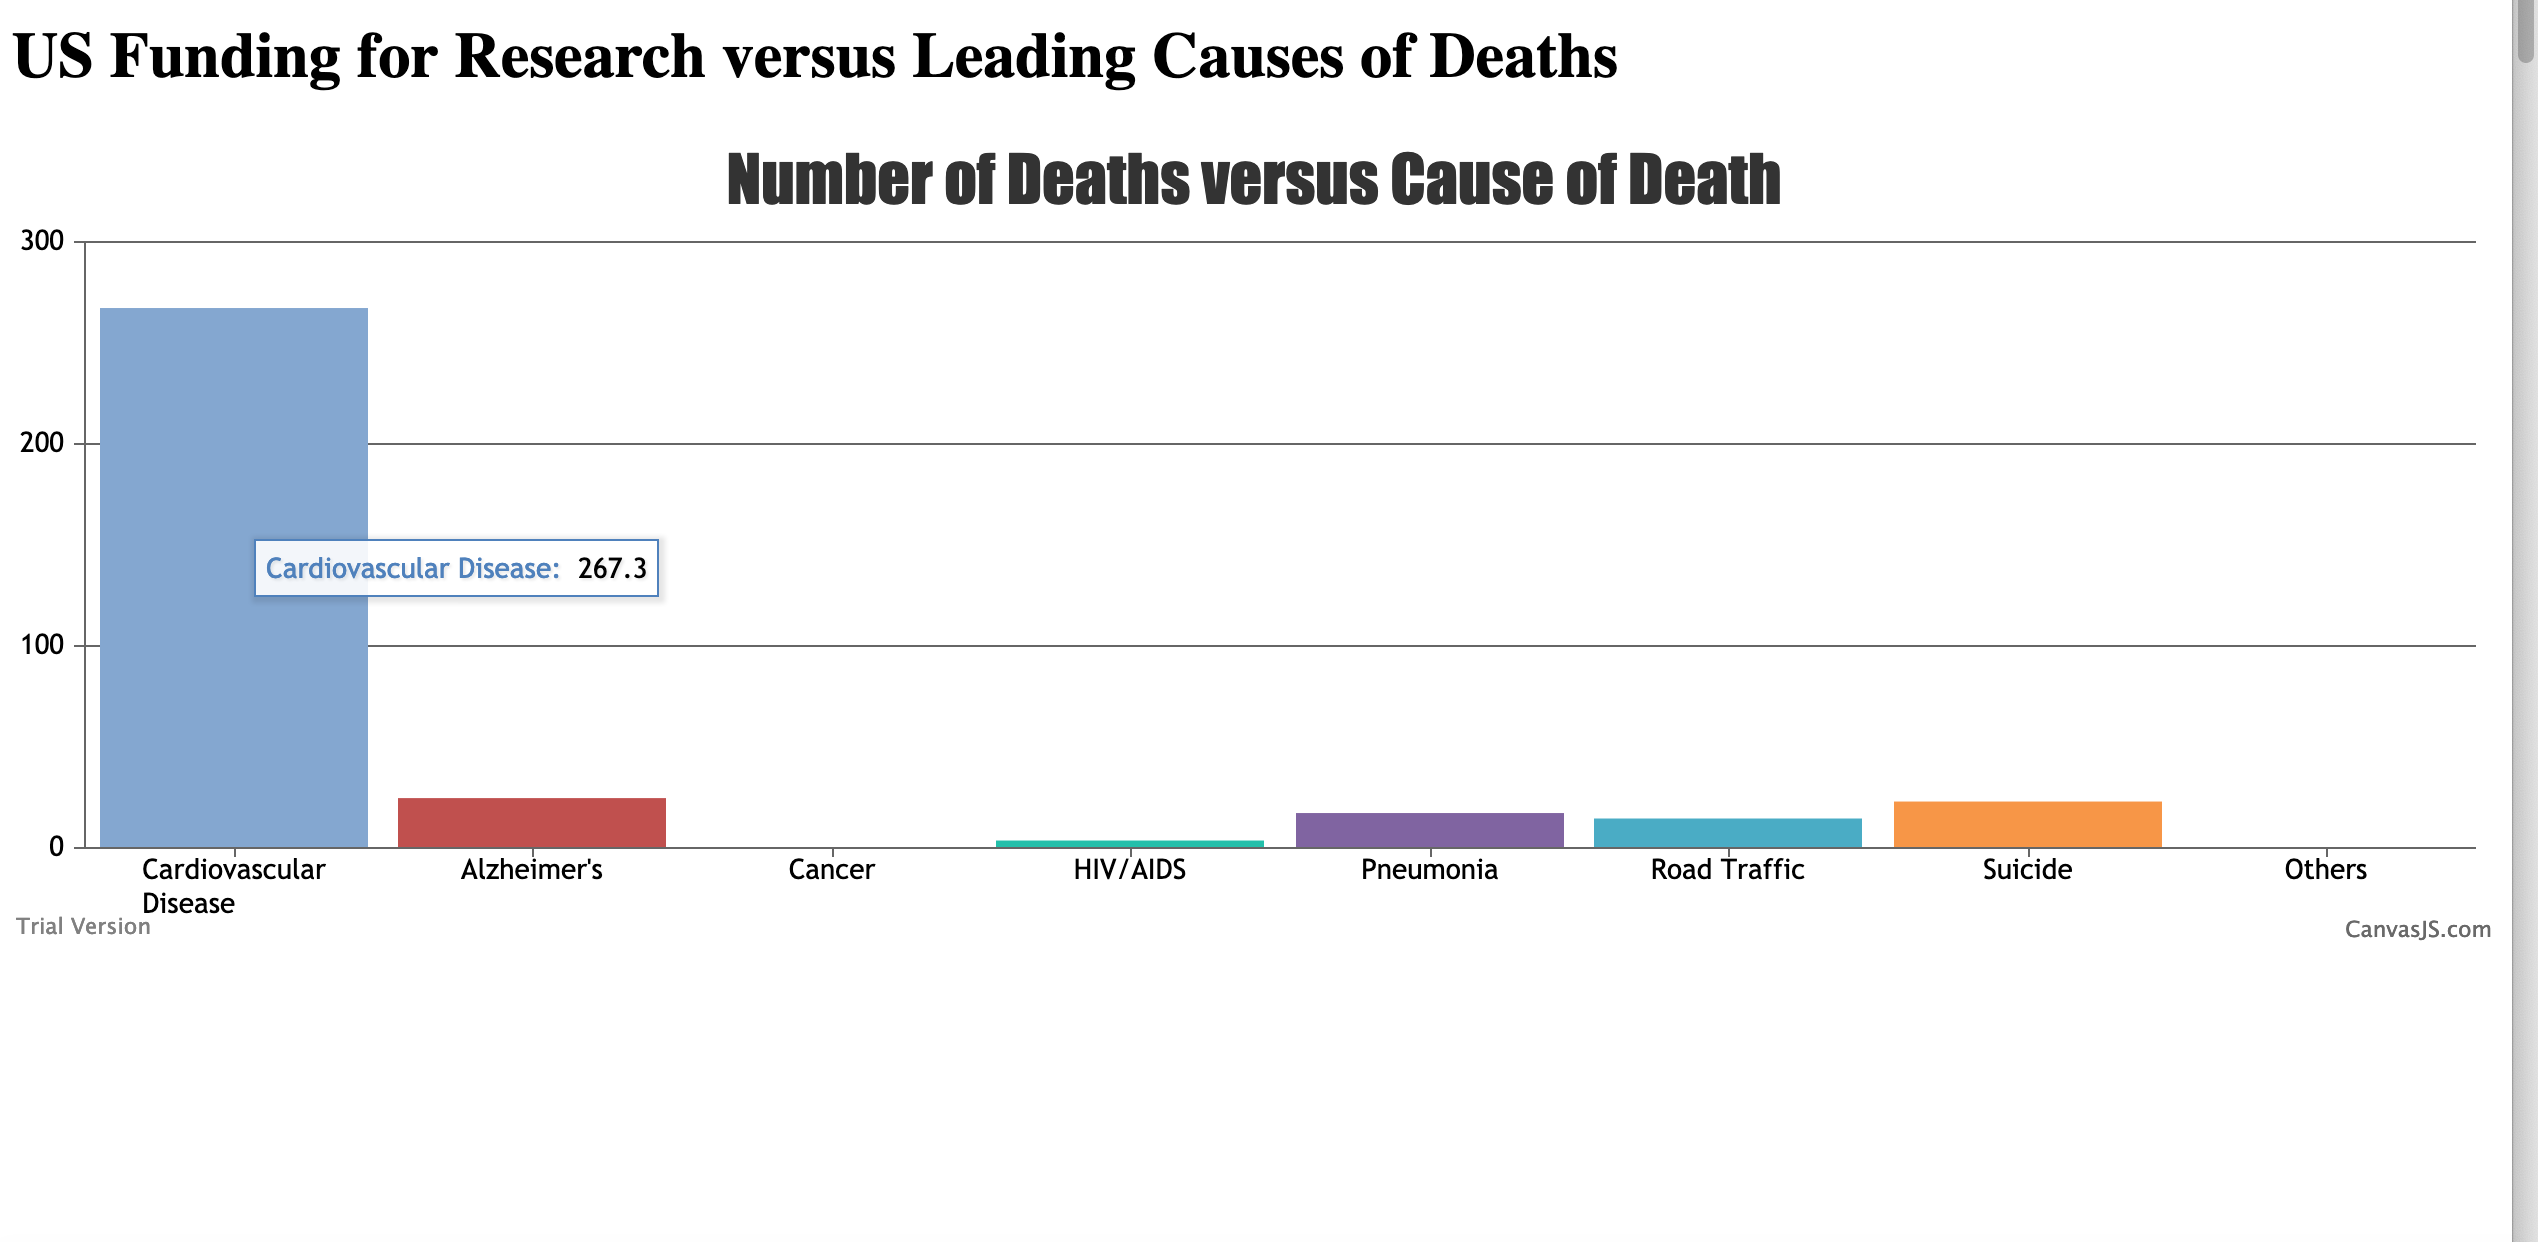 US Funding for Research versus Leading Causes of Deaths
Number of Deaths versus Cause of Death
300
200
100
0
Cardiovascular Disease: 267.3
Cardiovascular
Disease
Alzheimer's
Cancer
HIV/AIDS
Pneumonia
Road Traffic
Suicide
Others
Trial Version
CanvasJS.com